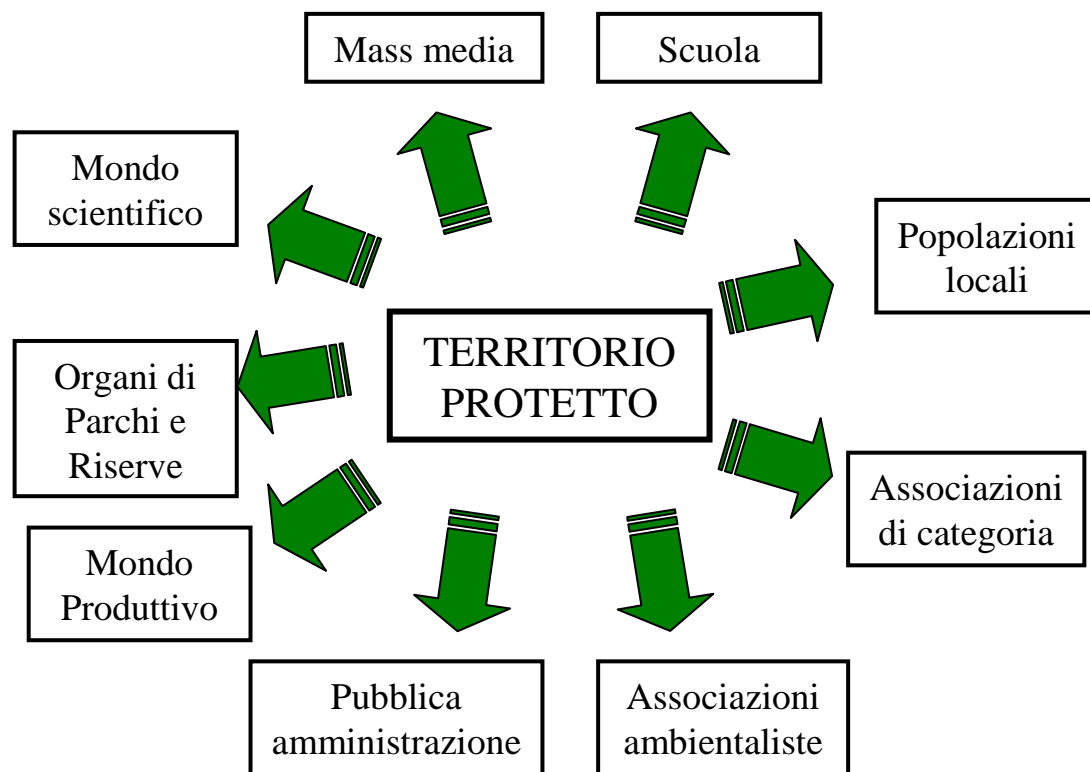 Mass media
Scuola
Mondo
scientifico
Popolazioni
locali
TERRITORIO
PROTETTO
Organi di
Parchi e
Riserve
Associazioni
di categoria
Mondo
Produttivo
Pubblica
amministrazione
Associazioni
ambientaliste